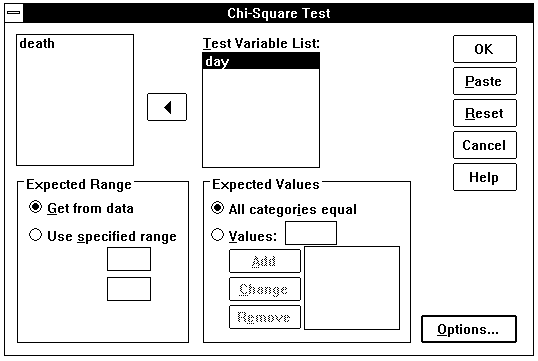 Chi-Square Test
death
Test Variable List:
day
OK
Paste
Reset
Cancel
Help
Expected Range
Get from data
Use specified range
Expected Values
All categories equal
Values:
Add
Change
Remove
Options...